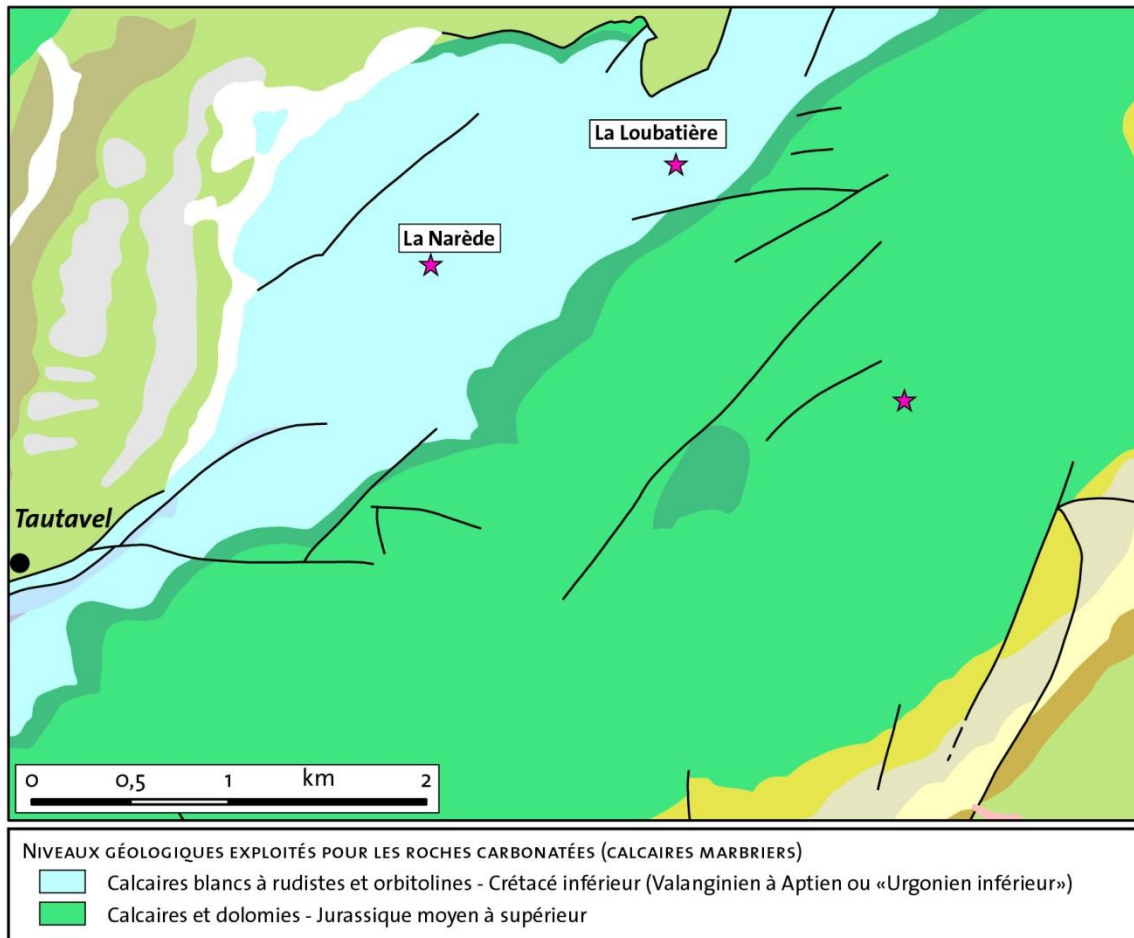 La Loubatière
La Narède
Tautavel
0 0,5 1 km 2
NIVEAUX GÉOLOGIQUES EXPLOITÉS POUR LES ROCHES CARBONATÉES (CALCAIRES MARBRIERS)
Calcaires blancs à rudistes et orbitolines - Crétacé inférieur (Valanginien à Aptien ou «Urgonien inférieur»)
Calcaires et dolomies - Jurassique moyen à supérieur